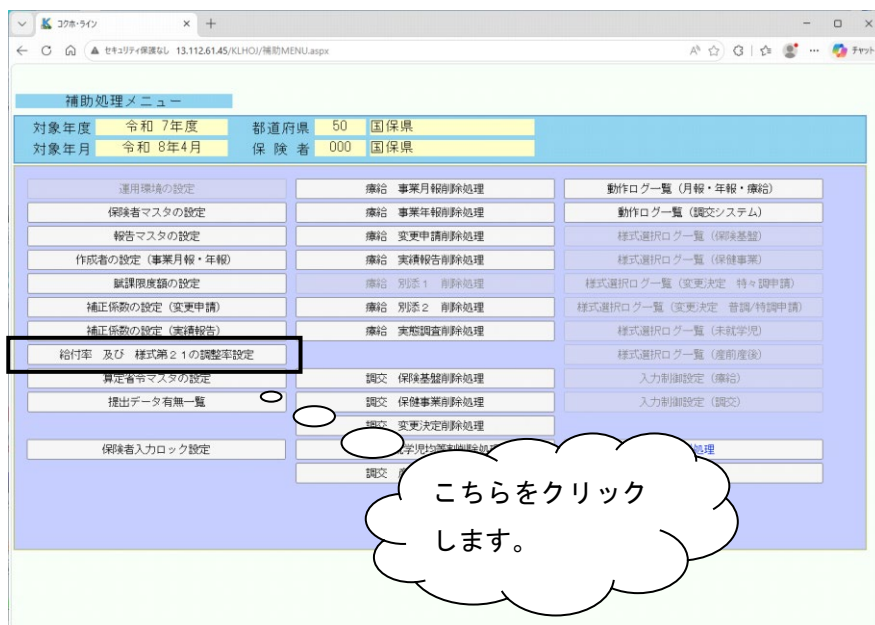 コクホ・ライン
セキュリティ保護なし 13.112.61.45/KLHOJ//補助MENU.aspx
チャット
補助処理メニュー
対象年度 令和 7年度 都道府県 50 国保県
対象年月 令和 8年4月 保険者 000 国保県
運用環境の設定 療給 事業月報削除処理 動作ログ一覧（月報・年報・療給）
保険者マスタの設定 療給 事業年報削除処理 動作ログ一覧（調交システム）
報告マスタの設定 療給 変更申請削除処理 様式選択ログ一覧（保険基盤）
作成者の設定（事業月報・年報） 療給 実績報告削除処理 様式選択ログ一覧（保健事業）
賦課限度額の設定 療給 別添１ 削除処理 様式選択ログ一覧（変更決定 特々調申請）
補正係数の設定（変更申請） 療給 別添２ 削除処理 様式選択ログ一覧（変更決定 普調/特調申請）
補正係数の設定（実績報告） 療給 実態調査削除処理 様式選択ログ一覧（未就学児）
給付率 及び 様式第２１の調整率設定 様式選択ログ一覧（産前産後）
算定省令マスタの設定 調交 保険基盤削除処理 入力制御設定（療給）
提出データ有無一覧 調交 保健事業削除処理 入力制御設定（調交）
調交 変更決定削除処理
保険者入力ロック設定 学児均等割削除処理 処理
調交
こちらをクリック
します。